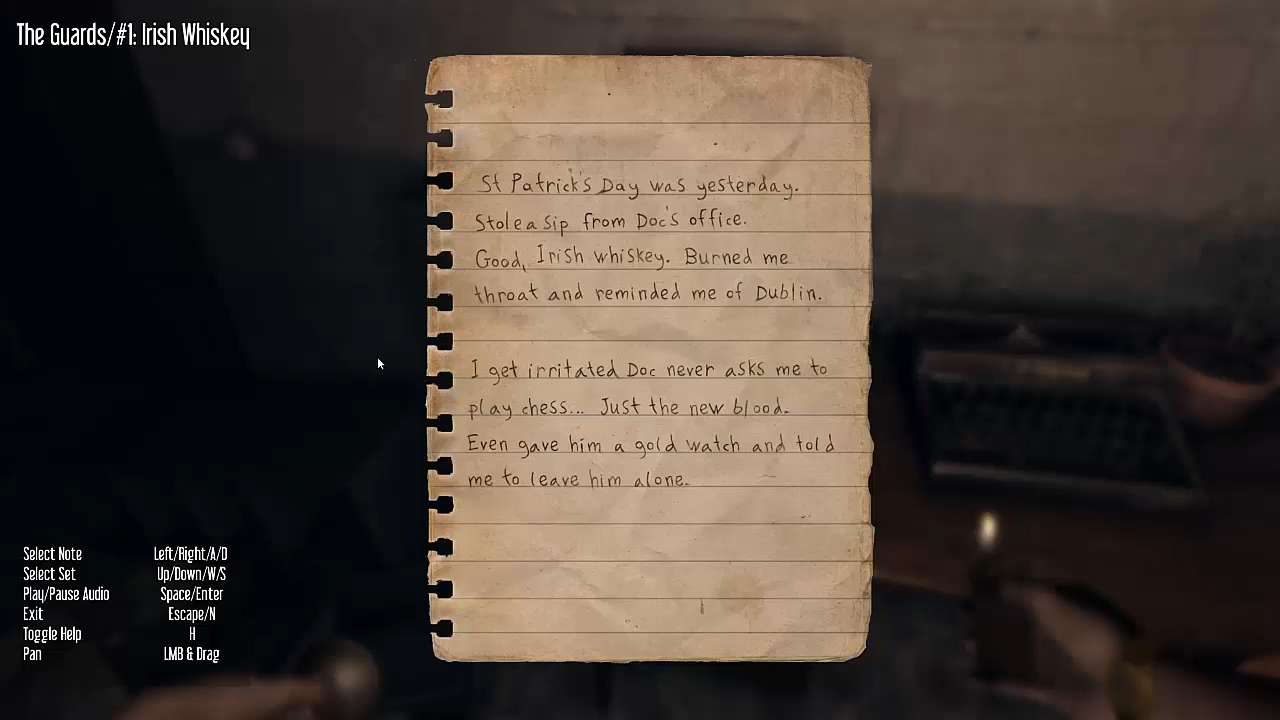 The Guards/#1: Irish Whiskey
St Patrick's Day was yesterday.
Stole a sip from Doc's office.
Good, Irish whiskey. Burned me
throat and reminded me of Dublin.
I get irritated Doc never asks me to
play chess... Just the new blood.
Even gave him a gold watch and told
me to leave him alone.
Select Note Left/Right/A/D
Select Set Up/Down/W/S
Play/Pause Audio Space/Enter
Exit Escape/N
Toggle Help H
Pan LMB & Drag